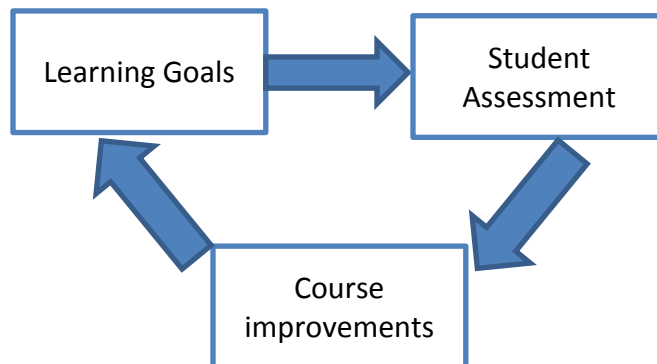 Learning Goals
Student
Assessment
Course
improvements